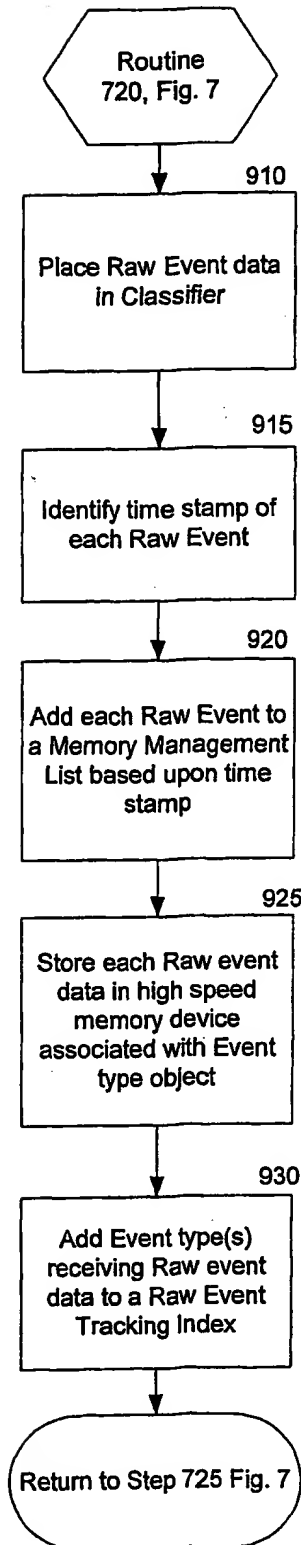 Routine
720, Fig. 7
910
Place Raw Event data
in Classifier
915
Identify time stamp of
each Raw Event
920
Add each Raw Event to
a Memory Management
List based upon time
stamp
925
Store each Raw event
data in high speed
memory device
associated with Event
type object
930
Add Event type(s)
receiving Raw event
data to a Raw Event
Tracking Index
Return to Step 725 Fig. 7